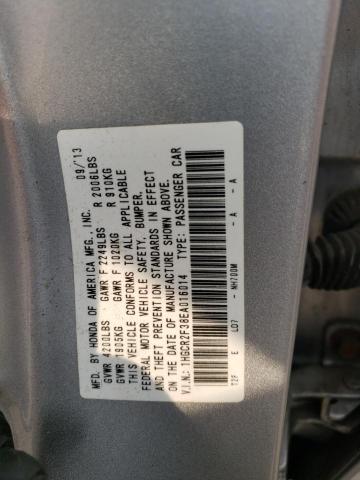 MFD. BY HONDA OF AMERICA MFG., INC. 09/13
GVWR 4200LBS GAWR F 2249LBS R 2006LBS
GVWR 1905KG GAWR F 1020KG R 910KG
THIS VEHICLE CONFORMS TO ALL APPLICABLE
FEDERAL MOTOR VEHICLE SAFETY, BUMPER,
AND THEFT PREVENTION STANDARDS IN EFFECT
ON THE DATE OF MANUFACTURE SHOWN ABOVE.
V.I.N.: 1HGCR2F38EA016014 TYPE: PASSENGER CAR
T2F E LD7 NH700M - A - A